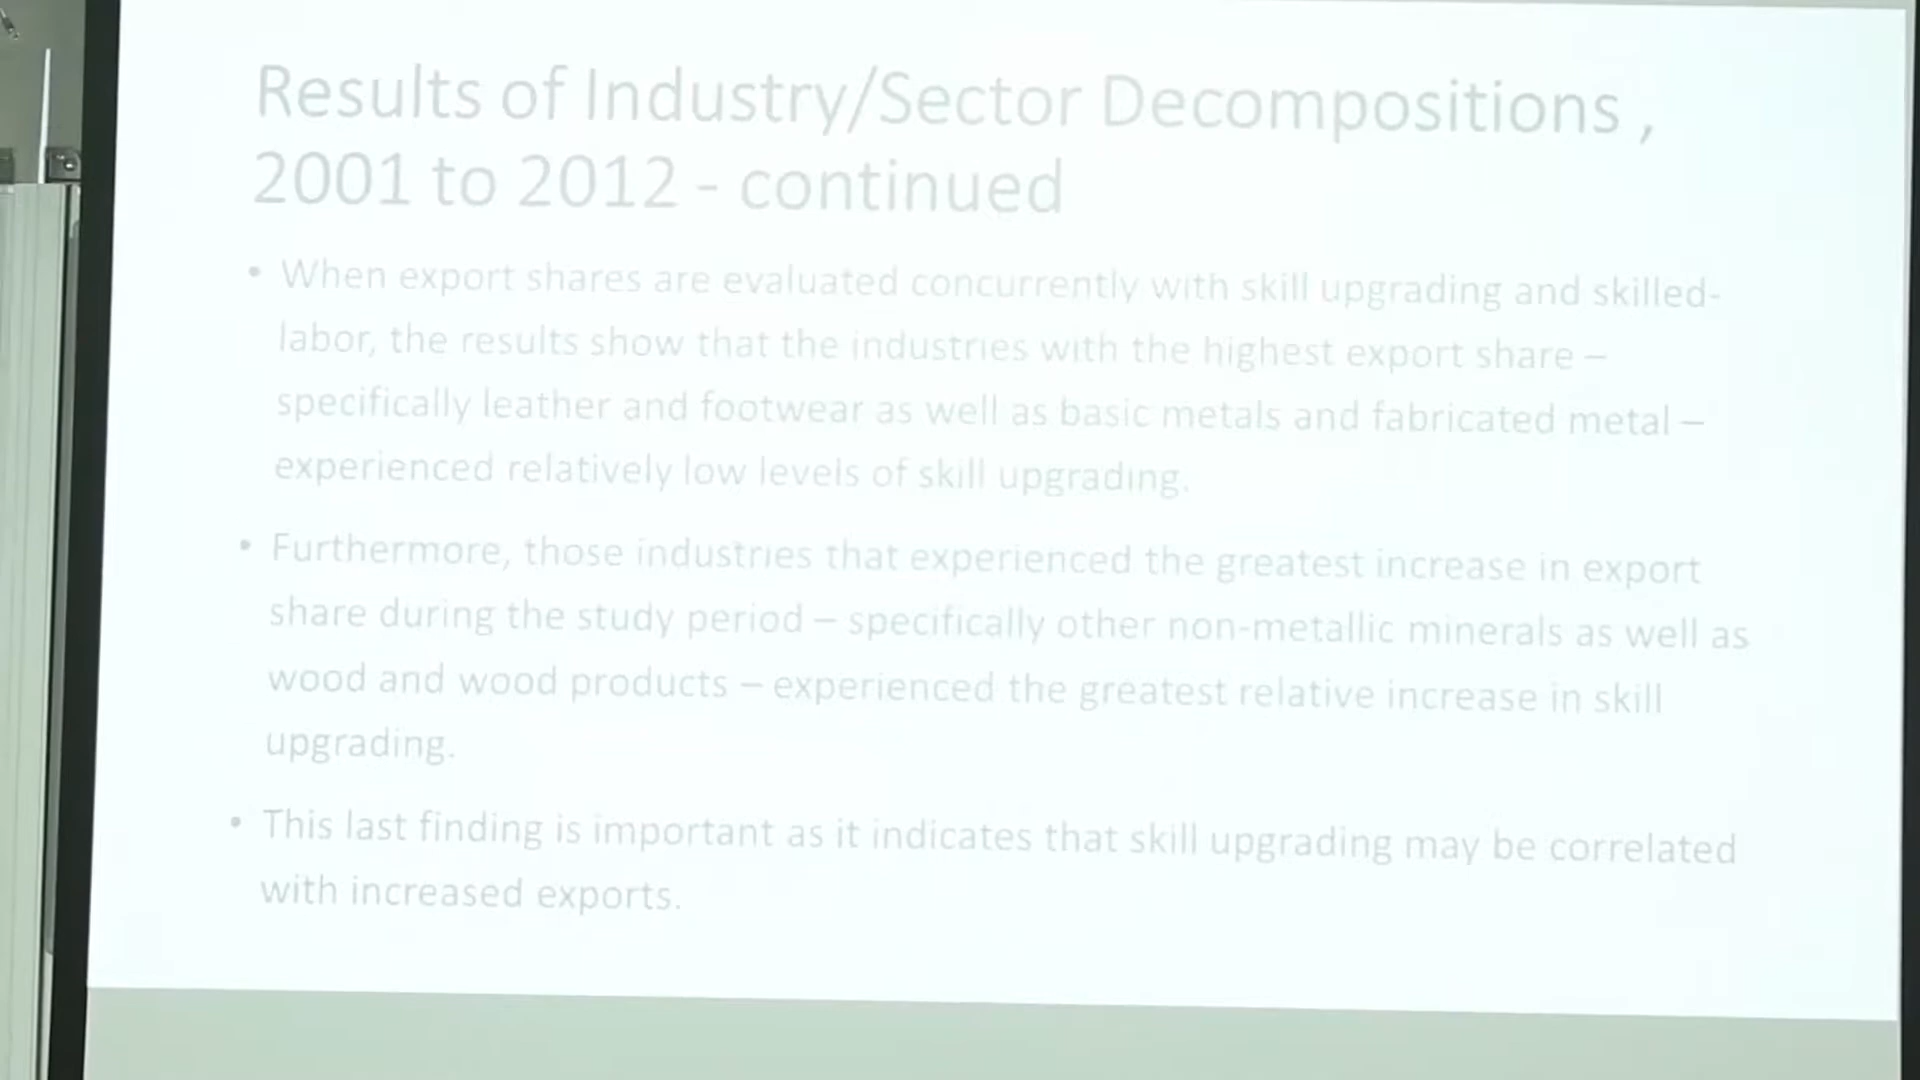 Results of Industry/Sector Decompositions ,
2001 to 2012 - continued
• When export shares are evaluated concurrently with skill upgrading and skilled-
labor, the results show that the industries with the highest export share –
specifically leather and footwear as well as basic metals and fabricated metal –
experienced relatively low levels of skill upgrading.
• Furthermore, those industries that experienced the greatest increase in export
share during the study period – specifically other non-metallic minerals as well as
wood and wood products – experienced the greatest relative increase in skill
upgrading.
• This last finding is important as it indicates that skill upgrading may be correlated
with increased exports.